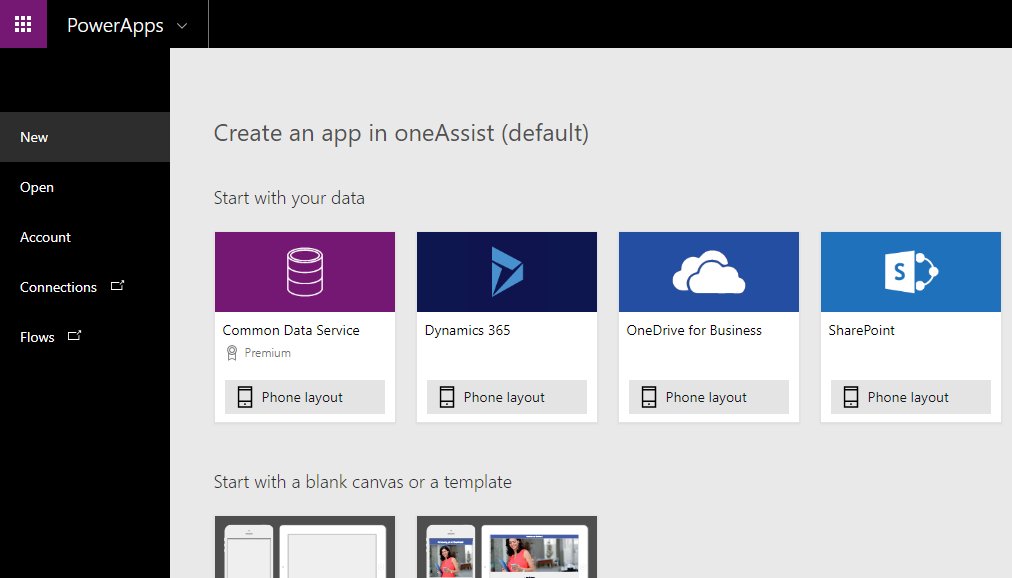 PowerApps
New
Open
Account
Connections
Flows
Create an app in oneAssist (default)
Start with your data
S
Common Data Service
Premium
Phone layout
Dynamics 365
Phone layout
OneDrive for Business
Phone layout
SharePoint
Phone layout
Start with a blank canvas or a template